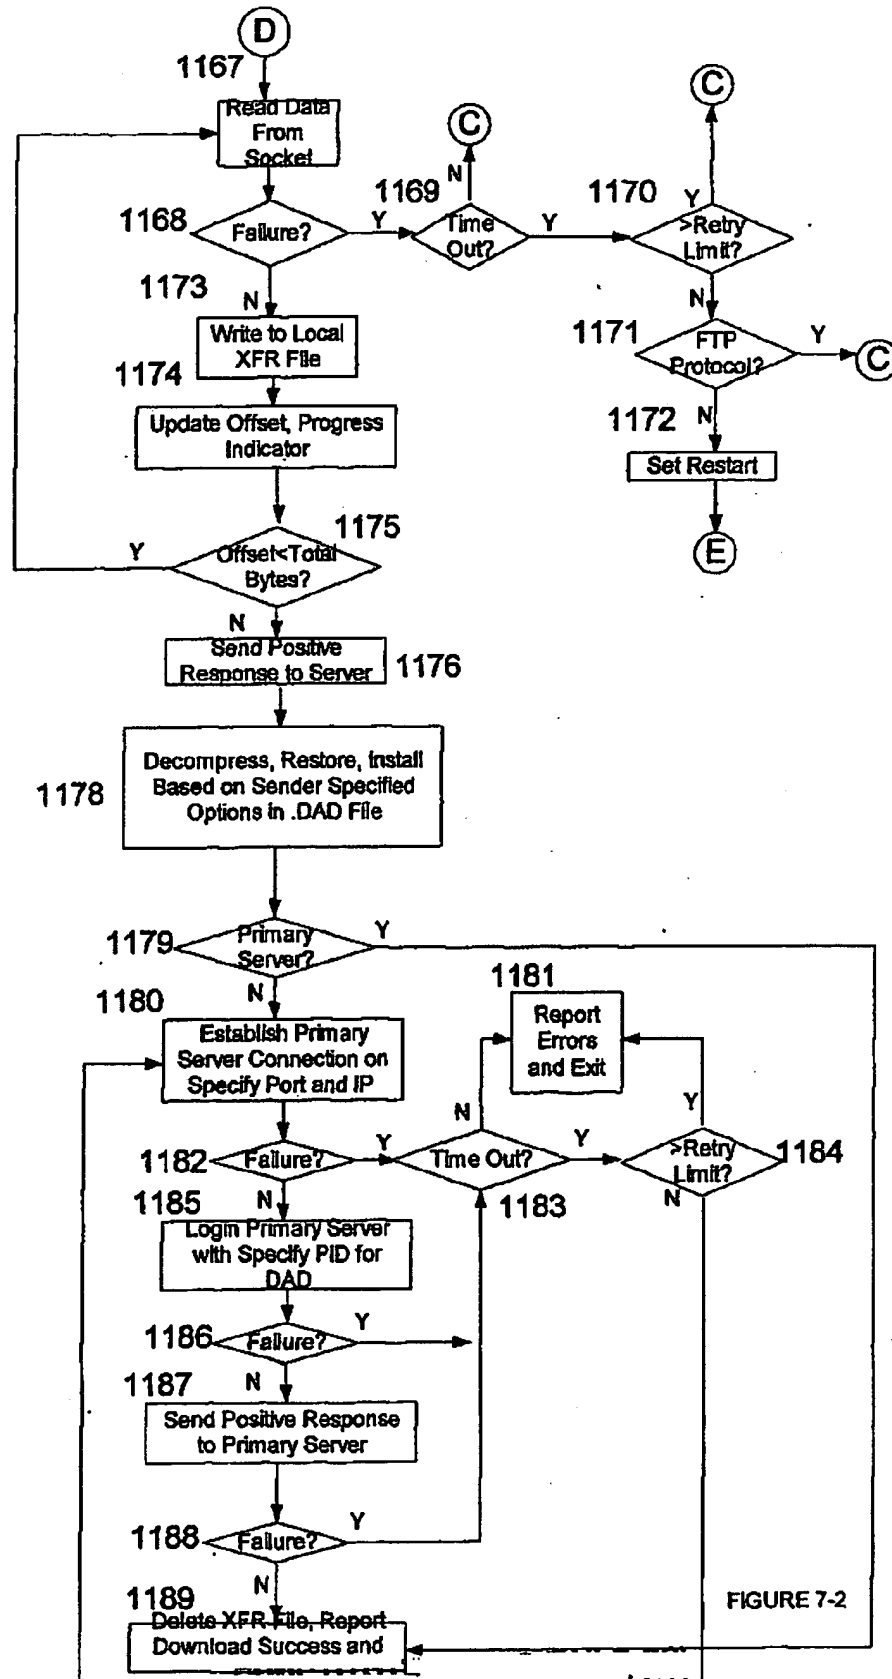 D
1167
Read Data
From
Socket
C
C
1168
Failure?
Y
1169
N
Time
Out?
Y
1170
Y
>Retry
Limit?
1173
N
N
Write to Local
XFR File
1171
FTP
Protocol?
Y
C
1174
Update Offset, Progress
Indicator
1172
N
Set Restart
E
1175
Y
Offset<Total
Bytes?
N
Send Positive
Response to Server
1176
1178
Decompress, Restore, Install
Based on Sender Specified
Options in .DAD File
1179
Primary
Server?
Y
N
1180
Establish Primary
Server Connection on
Specify Port and IP
1181
Report
Errors
and Exit
N
Y
1182
Failure?
Y
Time Out?
Y
>Retry
Limit?
1184
N
1183
1185
N
Login Primary Server
with Specify PID for
DAD
1186
Failure?
Y
1187
N
Send Positive Response
to Primary Server
1188
Failure?
Y
N
1189
Delete XFR File, Report
Download Success and
FIGURE 7-2